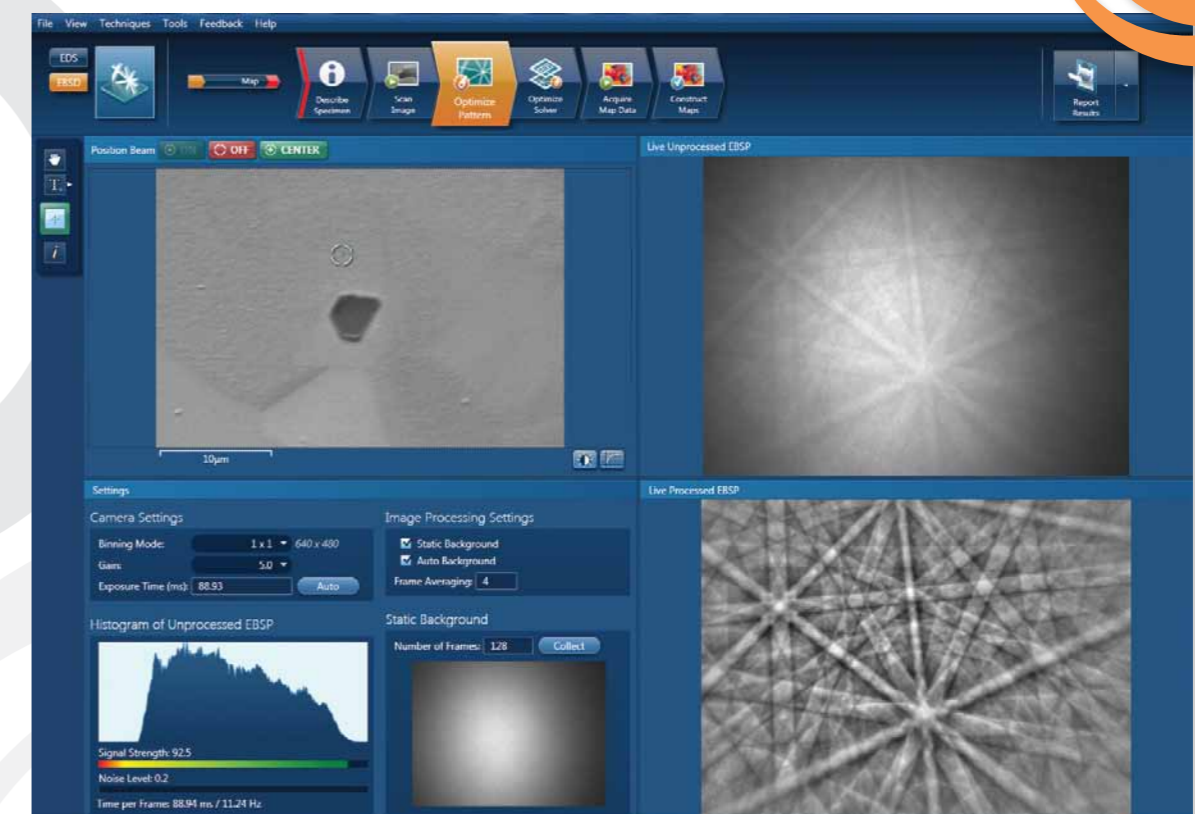 File View Techniques Tools Feedback Help
EDS
EBSD
Map
Describe
Specimen
Scan
Image
Optimize
Pattern
Optimize
Solver
Acquire
Map Data
Construct
Maps
Report
Results
Position Beam ON OFF CENTER
Live Unprocessed EBSP
T
i
10µm
Settings
Live Processed EBSP
Camera Settings
Binning Mode: 1 x 1 640 x 480
Gain: 5.0
Exposure Time (ms): 88.93 Auto
Image Processing Settings
Static Background
Auto Background
Frame Averaging: 4
Histogram of Unprocessed EBSP
Signal Strength: 92.5
Noise Level: 0.2
Time per Frame: 88.94 ms / 11.24 Hz
Static Background
Number of Frames: 128 Collect